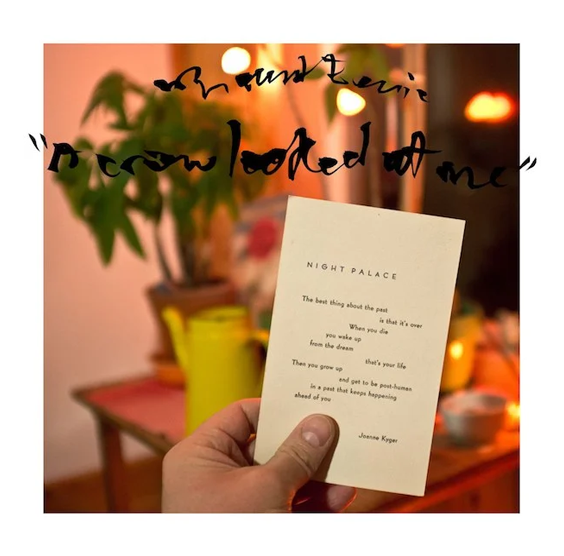 mount eerie
"A crow looked at me"
NIGHT PALACE
The best thing about the past
is that it's over
When you die
you wake up
from the dream
that's your life
Then you grow up
and get to be post-human
in a past that keeps happening
ahead of you
Joanne Kyger